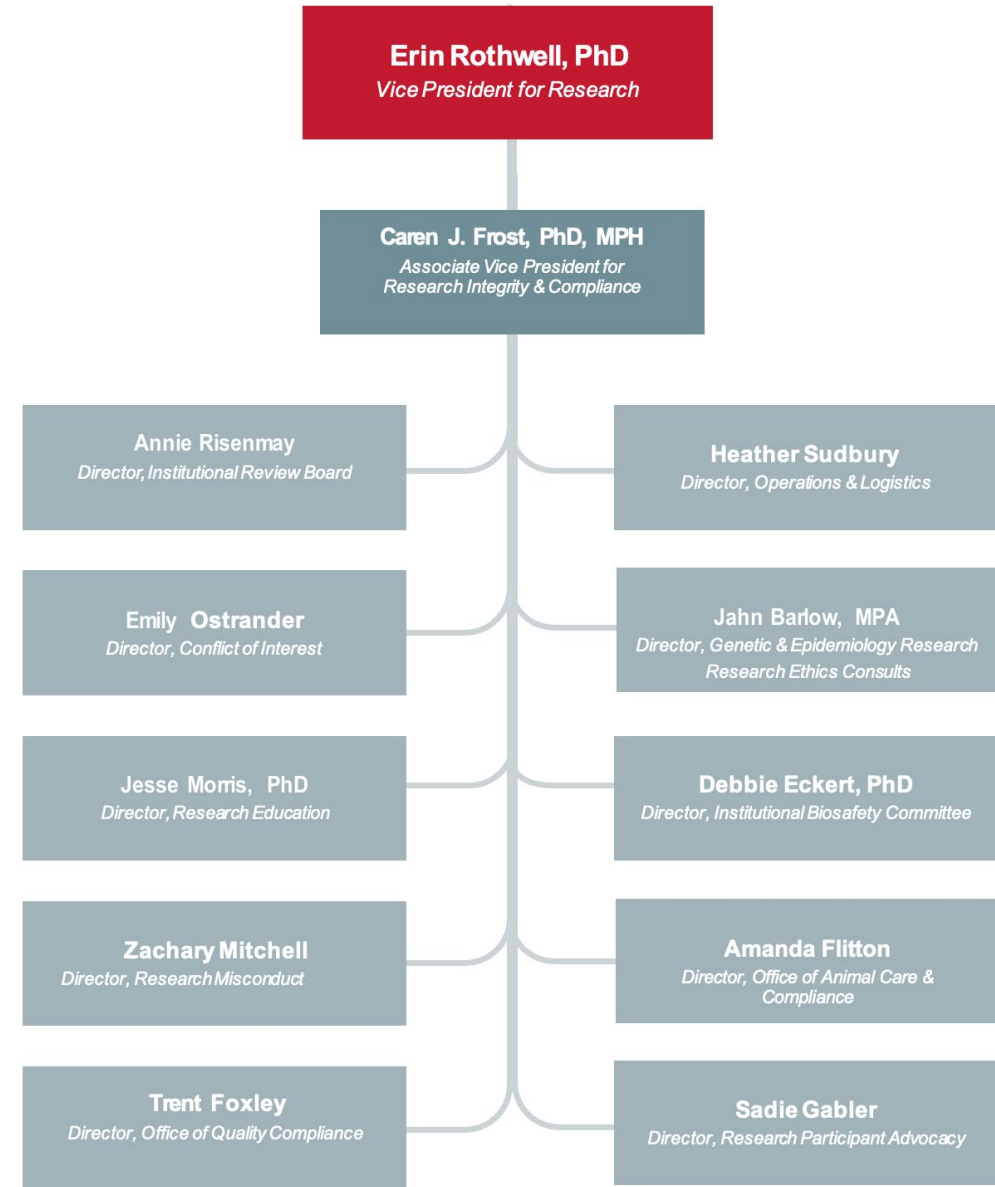 Erin Rothwell, PhD
Vice President for Research
Caren J. Frost, PhD, MPH
Associate Vice President for
Research Integrity & Compliance
Annie Risenmay
Director, Institutional Review Board
Heather Sudbury
Director, Operations & Logistics
Emily Ostrander
Director, Conflict of Interest
Jahn Barlow, MPA
Director, Genetic & Epidemiology Research
Research Ethics Consults
Jesse Morris, PhD
Director, Research Education
Debbie Eckert, PhD
Director, Institutional Biosafety Committee
Zachary Mitchell
Director, Research Misconduct
Amanda Flitton
Director, Office of Animal Care &
Compliance
Trent Foxley
Director, Office of Quality Compliance
Sadie Gabler
Director, Research Participant Advocacy